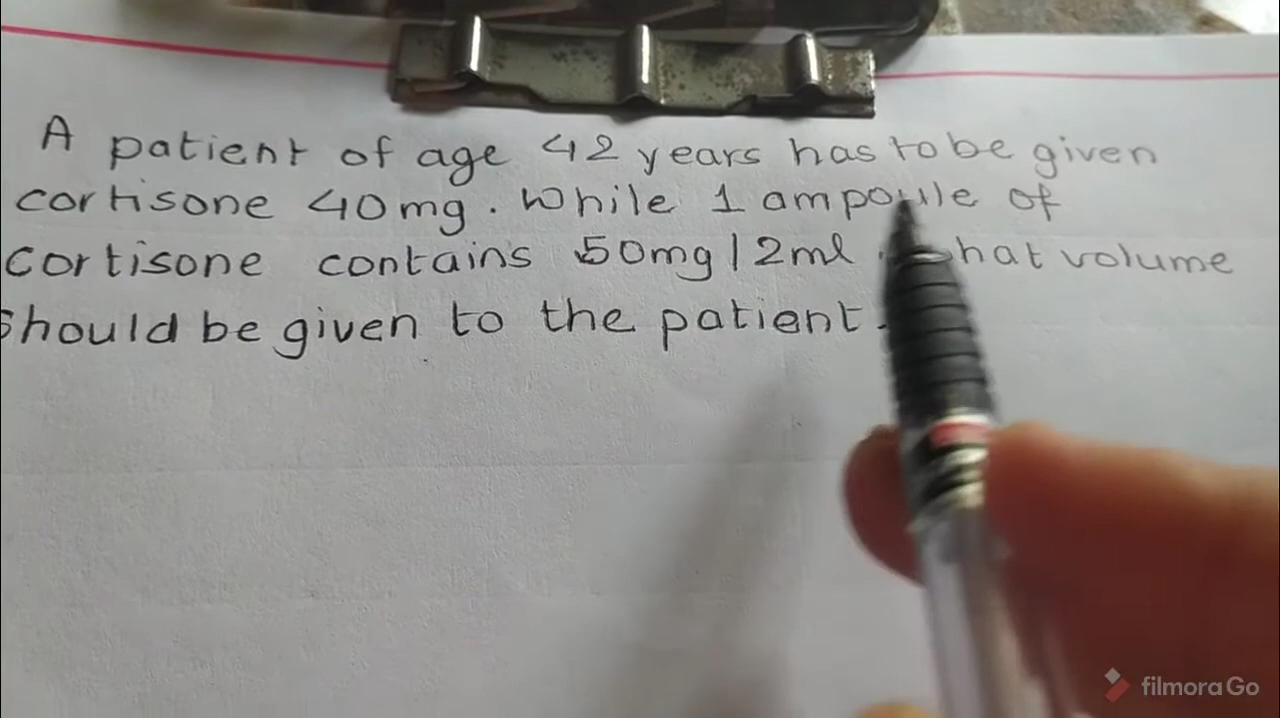 A patient of age 42 years has to be given
cortisone 40mg. While 1 ampoule of
cortisone contains 50mg/2ml. What volume
should be given to the patient.
filmoraGo